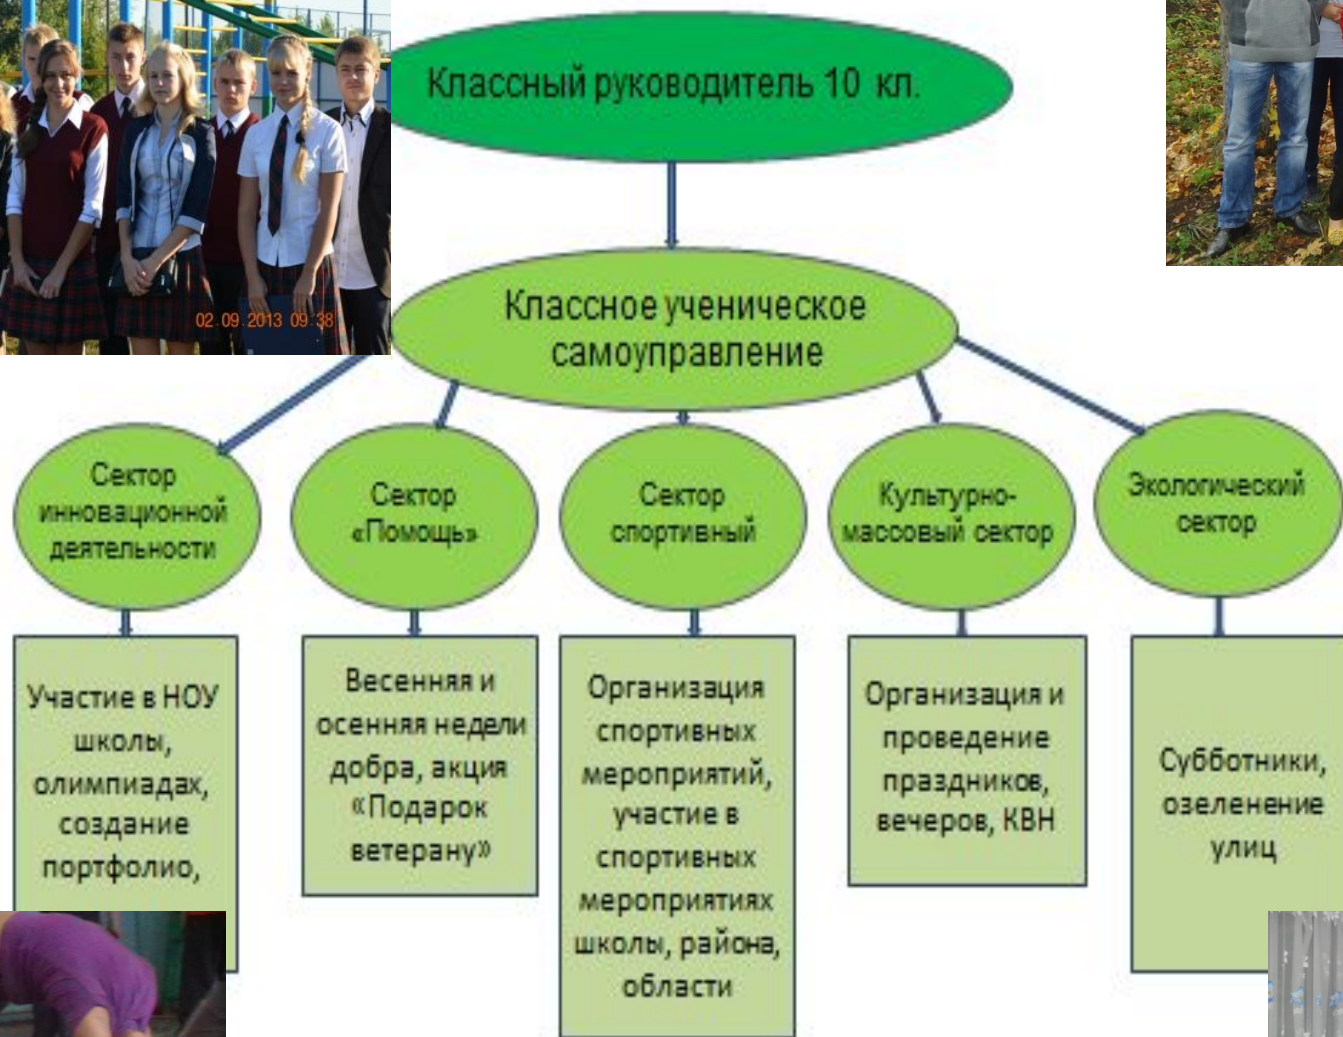 Классный руководитель 10 кл.
02.09.2013 09:38
Классное ученическое
самоуправление
Сектор
инновационной
деятельности
Сектор
«Помощь»
Сектор
спортивный
Культурно-
массовый сектор
Экологический
сектор
Участие в НОУ
школы,
олимпиадах,
создание
портфолио,
Весенняя и
осенняя недели
добра, акция
«Подарок
ветерану»
Организация
спортивных
мероприятий,
участие в
спортивных
мероприятиях
школы, района,
области
Организация и
проведение
праздников,
вечеров, КВН
Субботники,
озеленение
улиц